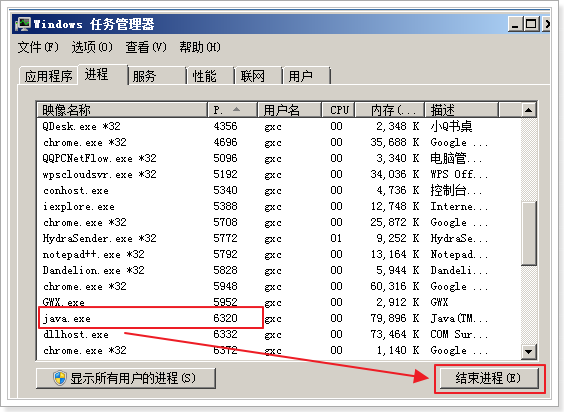 Windows 任务管理器
文件(F) 选项(O) 查看(V) 帮助(H)
应用程序 进程 服务 性能 联网 用户
映像名称 P. 用户名 CPU 内存(... 描述
QDesk.exe *32 4356 gxc 00 2,348 K 小Q书桌
chrome.exe *32 4696 gxc 00 35,688 K Google ...
QQPCNetFlow.exe *32 5096 gxc 00 3,340 K 电脑管...
wpscloudsvr.exe *32 5192 gxc 00 34,036 K WPS Off...
conhost.exe 5340 gxc 00 4,736 K 控制台...
iexplore.exe 5388 gxc 00 12,748 K Interne...
chrome.exe *32 5708 gxc 00 25,872 K Google ...
HydraSender.exe *32 5772 gxc 01 9,252 K HydraSe...
notepad++.exe *32 5792 gxc 00 13,164 K Notepad...
Dandelion.exe *32 5828 gxc 00 5,944 K Dandeli...
chrome.exe *32 5948 gxc 00 60,316 K Google ...
GWX.exe 5952 gxc 00 2,912 K GWX
java.exe 6320 gxc 00 79,896 K Java(TM...
dllhost.exe 6332 gxc 00 73,464 K COM Sur...
chrome.exe *32 6372 gxc 00 1,140 K Google ...
显示所有用户的进程(S) 结束进程(E)